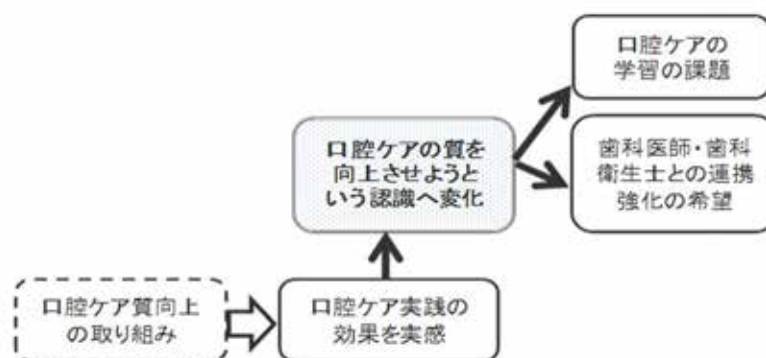 口腔ケアの
学習の課題
口腔ケアの質を
向上させようと
いう認識へ変化
歯科医師・歯科
衛生士との連携
強化の希望
口腔ケア質向上
の取り組み
口腔ケア実践の
効果を実感